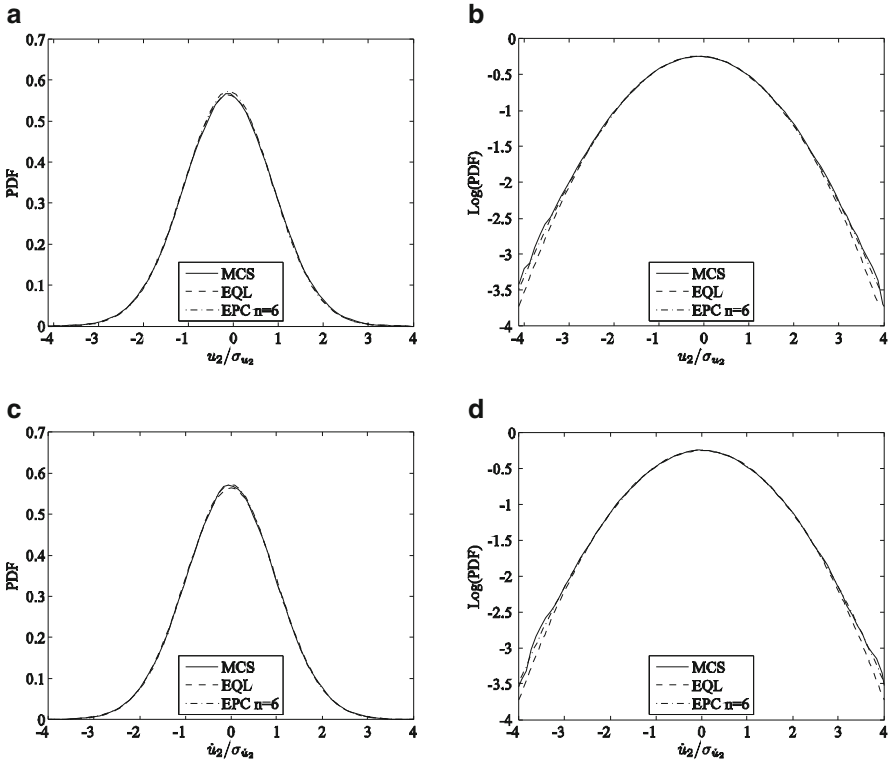 a
0.7
0.6
0.5
0.4
0.3
0.2
0.1
0
PDF
-4 -3 -2 -1 0 1 2 3 4
u₂/σ_{u₂}
MCS
EQL
EPC n=6
b
0
-0.5
-1
-1.5
-2
-2.5
-3
-3.5
-4
Log(PDF)
-4 -3 -2 -1 0 1 2 3 4
u₂/σ_{u₂}
MCS
EQL
EPC n=6
c
0.7
0.6
0.5
0.4
0.3
0.2
0.1
0
PDF
-4 -3 -2 -1 0 1 2 3 4
u̇₂/σ_{u̇₂}
MCS
EQL
EPC n=6
d
0
-0.5
-1
-1.5
-2
-2.5
-3
-3.5
-4
Log(PDF)
-4 -3 -2 -1 0 1 2 3 4
u̇₂/σ_{u̇₂}
MCS
EQL
EPC n=6